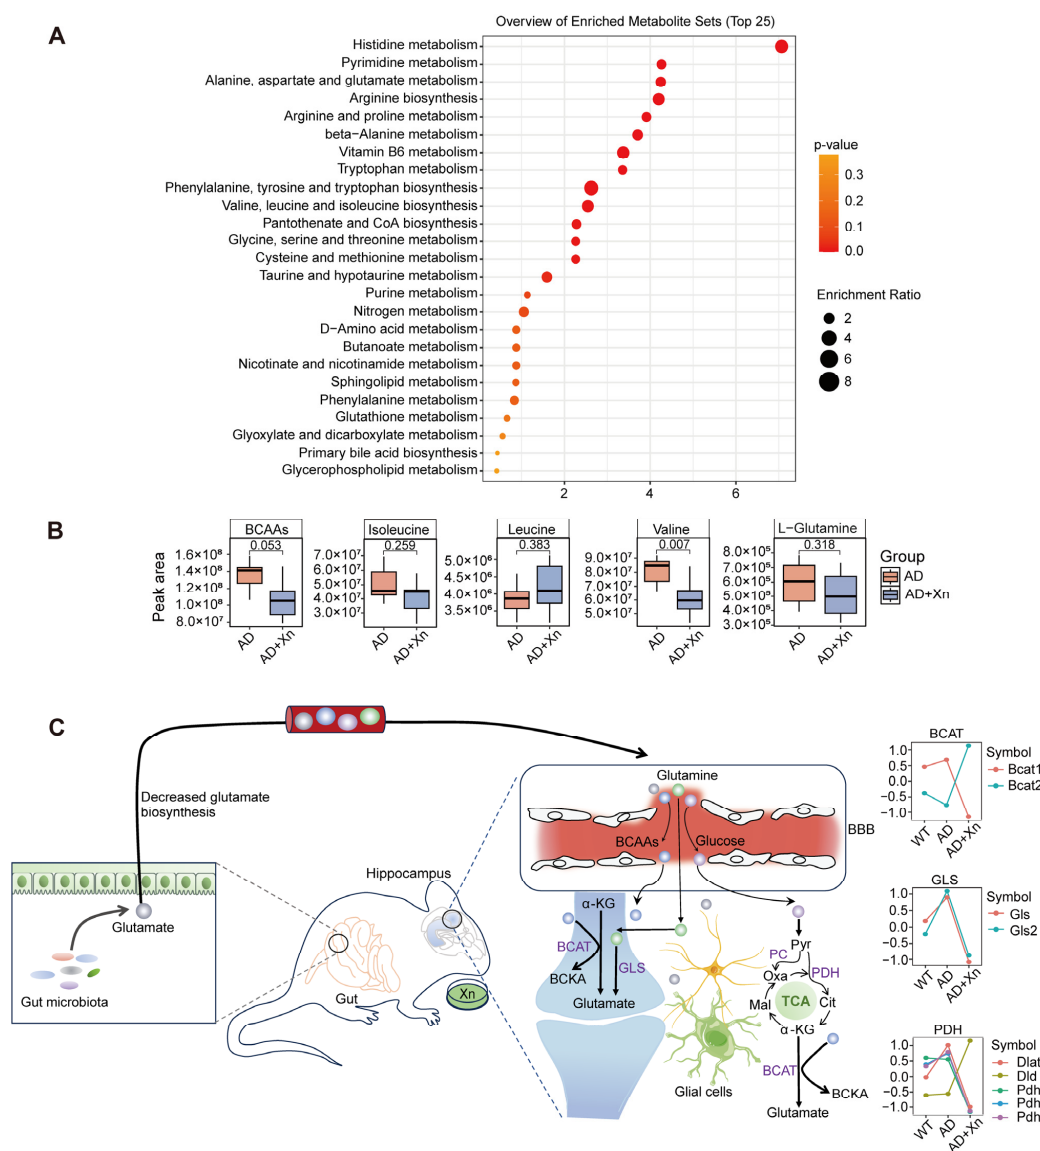 A
Overview of Enriched Metabolite Sets (Top 25)
Histidine metabolism
Pyrimidine metabolism
Alanine, aspartate and glutamate metabolism
Arginine biosynthesis
Arginine and proline metabolism
beta−Alanine metabolism
Vitamin B6 metabolism
Tryptophan metabolism
Phenylalanine, tyrosine and tryptophan biosynthesis
Valine, leucine and isoleucine biosynthesis
Pantothenate and CoA biosynthesis
Glycine, serine and threonine metabolism
Cysteine and methionine metabolism
Taurine and hypotaurine metabolism
Purine metabolism
Nitrogen metabolism
D−Amino acid metabolism
Butanoate metabolism
Nicotinate and nicotinamide metabolism
Sphingolipid metabolism
Phenylalanine metabolism
Glutathione metabolism
Glyoxylate and dicarboxylate metabolism
Primary bile acid biosynthesis
Glycerophospholipid metabolism
2 4 6
p-value
0.3
0.2
0.1
0.0
Enrichment Ratio
2
4
6
8
B
Peak area
BCAAs
0.053
1.6×10⁸
1.4×10⁸
1.2×10⁸
1.0×10⁸
8.0×10⁷
AD AD+Xn
Isoleucine
0.259
7.0×10⁷
6.0×10⁷
5.0×10⁷
4.0×10⁷
3.0×10⁷
AD AD+Xn
Leucine
0.383
5.0×10⁶
4.5×10⁶
4.0×10⁶
3.5×10⁶
AD AD+Xn
Valine
0.007
9.0×10⁷
8.0×10⁷
7.0×10⁷
6.0×10⁷
5.0×10⁷
AD AD+Xn
L−Glutamine
0.318
8.0×10⁵
7.0×10⁵
6.0×10⁵
5.0×10⁵
4.0×10⁵
3.0×10⁵
AD AD+Xn
Group
AD
AD+Xn
C
Decreased glutamate
biosynthesis
Glutamate
Gut microbiota
Hippocampus
Gut
Xn
Glutamine
BCAAs
Glucose
BBB
α-KG
BCAT
BCKA
GLS
Glutamate
Glial cells
Pyr
PC
PDH
Oxa
TCA
Mal
Cit
α-KG
BCAT
BCKA
Glutamate
BCAT
1.0
0.5
0.0
−0.5
−1.0
WT AD AD+Xn
Symbol
Bcat1
Bcat2
GLS
1.0
0.5
0.0
−0.5
−1.0
WT AD AD+Xn
Symbol
Gls
Gls2
PDH
1.0
0.5
0.0
−0.5
−1.0
WT AD AD+Xn
Symbol
Dlat
Dld
Pdh
Pdh
Pdh